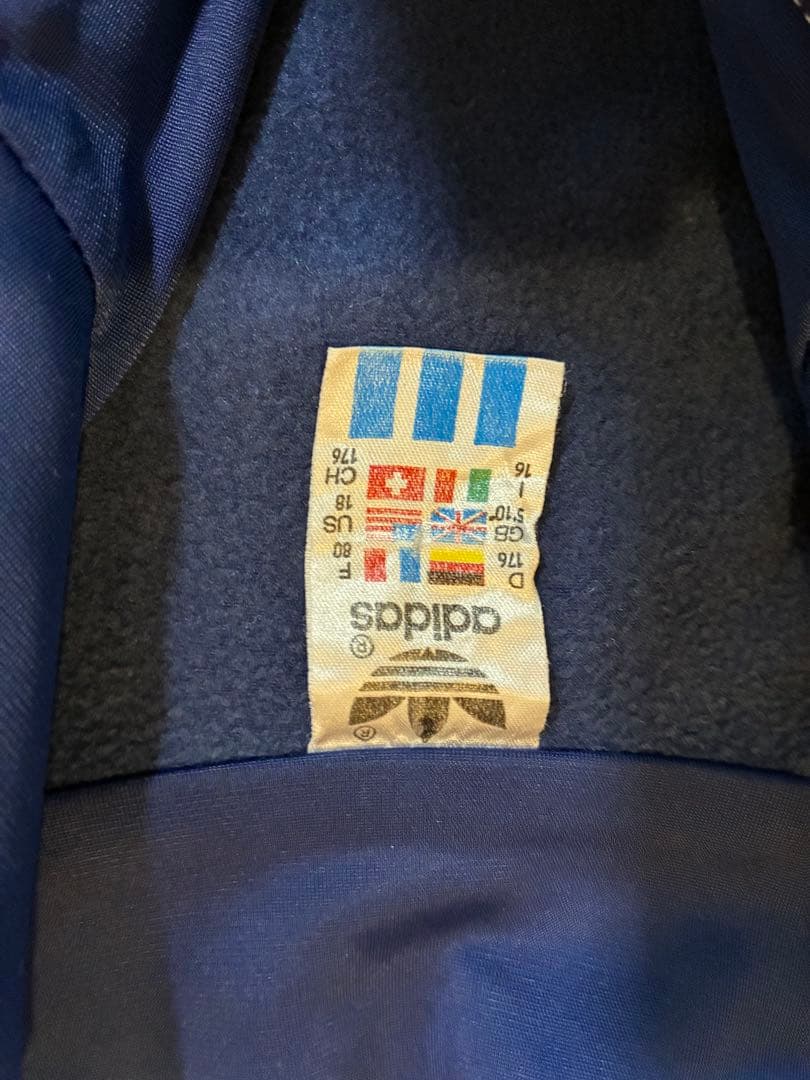 ®
adidas ®
D 176 F 80
GB 5'10" US 18
I 16 CH 176